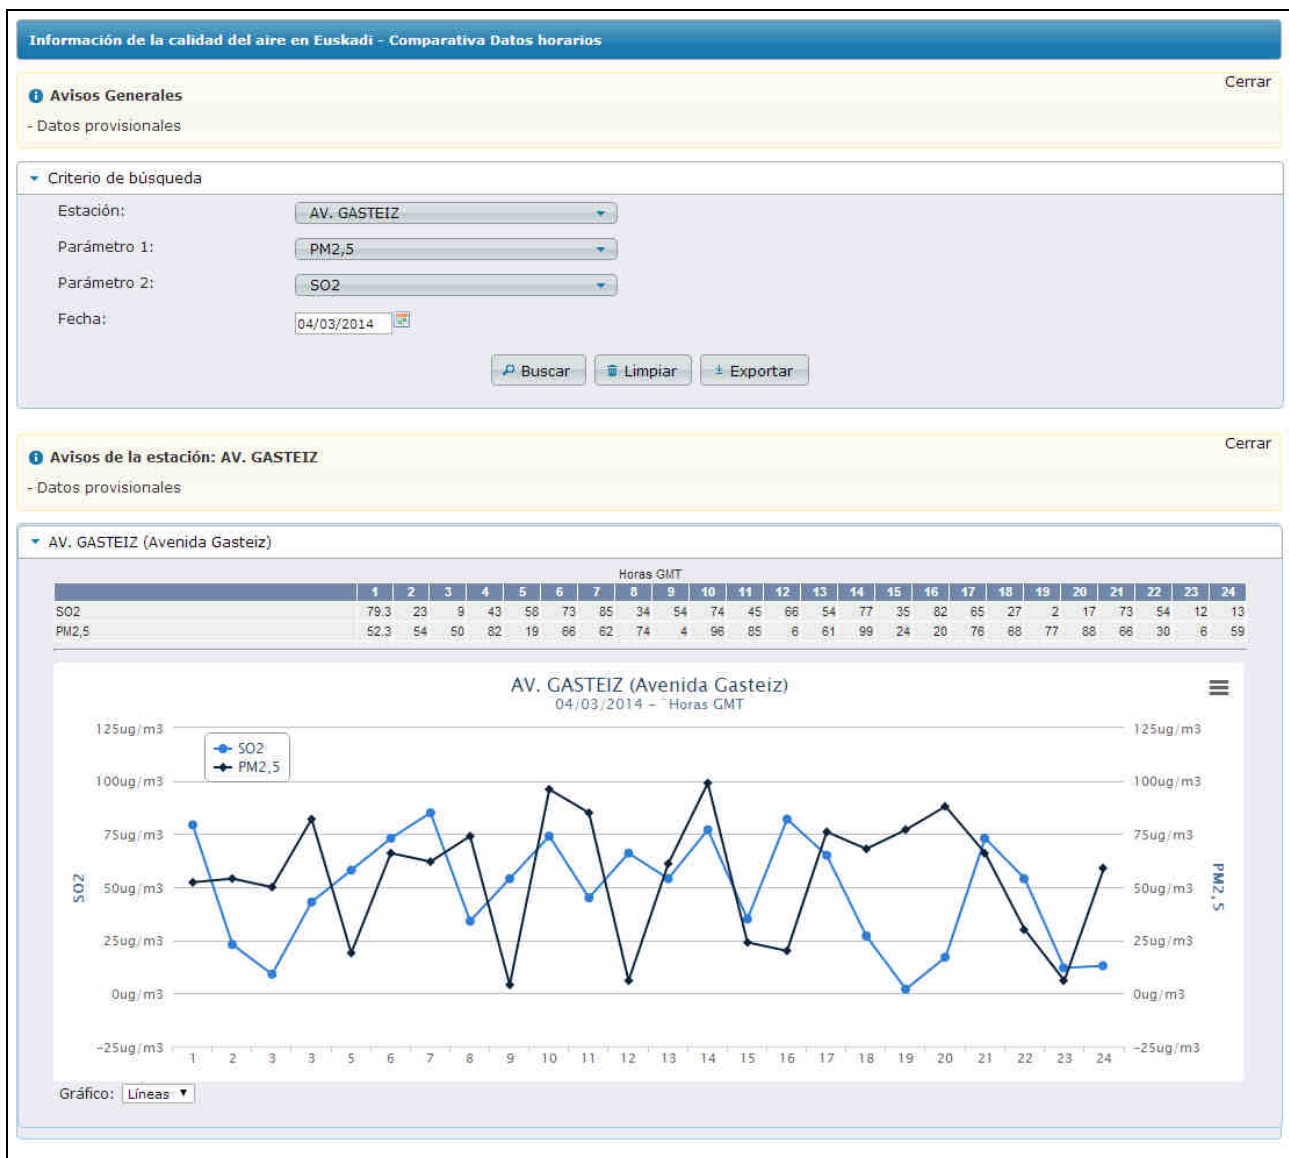 Información de la calidad del aire en Euskadi - Comparativa Datos horarios
Cerrar
Avisos Generales
- Datos provisionales
Criterio de búsqueda
Estación: AV. GASTEIZ
Parámetro 1: PM2,5
Parámetro 2: SO2
Fecha: 04/03/2014
Buscar Limpiar Exportar
Cerrar
Avisos de la estación: AV. GASTEIZ
- Datos provisionales
AV. GASTEIZ (Avenida Gasteiz)
Horas GMT
1 2 3 4 5 6 7 8 9 10 11 12 13 14 15 16 17 18 19 20 21 22 23 24
SO2 79.3 23 9 43 58 73 85 34 54 74 45 66 54 77 35 82 65 27 2 17 73 54 12 13
PM2,5 52.3 54 50 82 19 66 62 74 4 96 85 6 61 99 24 20 76 68 77 88 66 30 6 59
AV. GASTEIZ (Avenida Gasteiz)
04/03/2014 - ¨Horas GMT
125ug/m3 125ug/m3
SO2
PM2,5
100ug/m3 100ug/m3
75ug/m3 75ug/m3
SO2 50ug/m3 50ug/m3 PM2,5
25ug/m3 25ug/m3
0ug/m3 0ug/m3
-25ug/m3 -25ug/m3
1 2 3 3 5 6 7 8 9 10 11 12 13 14 15 16 17 18 19 20 21 22 23 24
Gráfico: Líneas